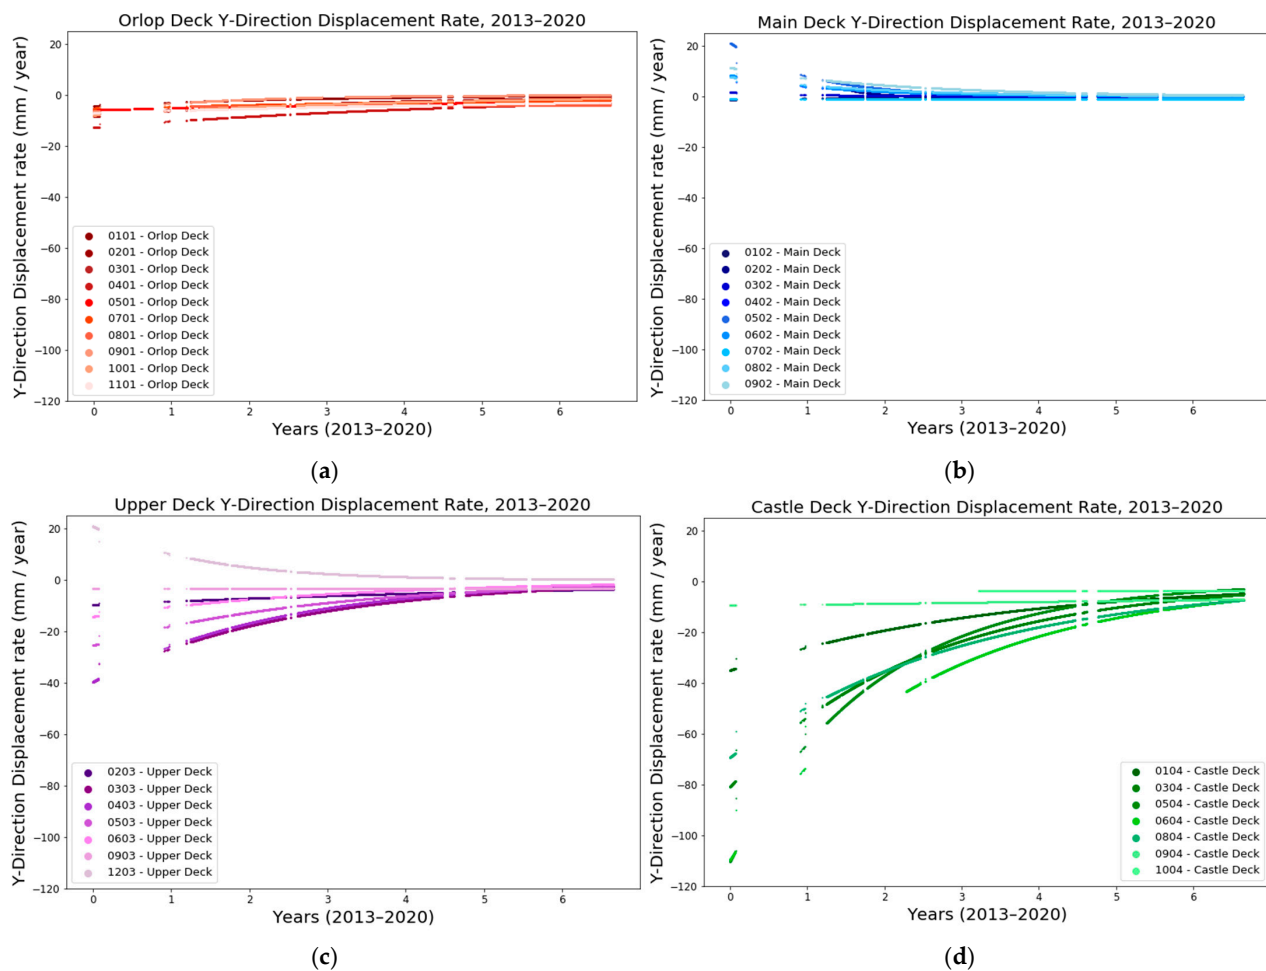 Orlop Deck Y-Direction Displacement Rate, 2013–2020
Y-Direction Displacement rate (mm / year)
20
0
−20
−40
−60
−80
−100
−120
0101 - Orlop Deck
0201 - Orlop Deck
0301 - Orlop Deck
0401 - Orlop Deck
0501 - Orlop Deck
0701 - Orlop Deck
0801 - Orlop Deck
0901 - Orlop Deck
1001 - Orlop Deck
1101 - Orlop Deck
0 1 2 3 4 5 6
Years (2013–2020)
(a)
Main Deck Y-Direction Displacement Rate, 2013–2020
Y-Direction Displacement rate (mm / year)
20
0
−20
−40
−60
−80
−100
−120
0102 - Main Deck
0202 - Main Deck
0302 - Main Deck
0402 - Main Deck
0502 - Main Deck
0602 - Main Deck
0702 - Main Deck
0802 - Main Deck
0902 - Main Deck
0 1 2 3 4 5 6
Years (2013–2020)
(b)
Upper Deck Y-Direction Displacement Rate, 2013–2020
Y-Direction Displacement rate (mm / year)
20
0
−20
−40
−60
−80
−100
−120
0203 - Upper Deck
0303 - Upper Deck
0403 - Upper Deck
0503 - Upper Deck
0603 - Upper Deck
0903 - Upper Deck
1203 - Upper Deck
0 1 2 3 4 5 6
Years (2013–2020)
(c)
Castle Deck Y-Direction Displacement Rate, 2013–2020
Y-Direction Displacement rate (mm / year)
20
0
−20
−40
−60
−80
−100
−120
0104 - Castle Deck
0304 - Castle Deck
0504 - Castle Deck
0604 - Castle Deck
0804 - Castle Deck
0904 - Castle Deck
1004 - Castle Deck
0 1 2 3 4 5 6
Years (2013–2020)
(d)